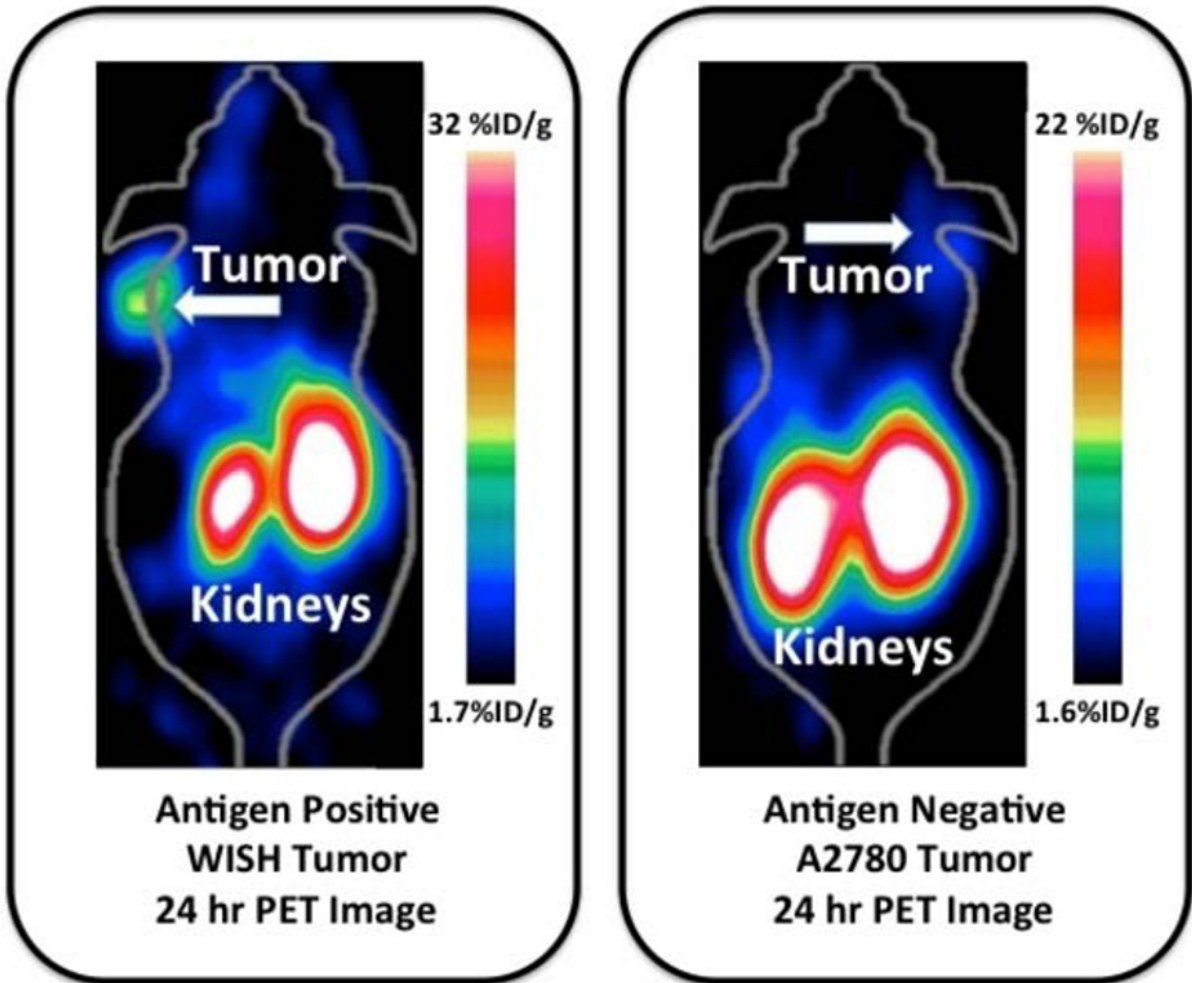 32 %ID/g
Tumor
Kidneys
1.7%ID/g
Antigen Positive
WISH Tumor
24 hr PET Image
22 %ID/g
Tumor
Kidneys
1.6%ID/g
Antigen Negative
A2780 Tumor
24 hr PET Image